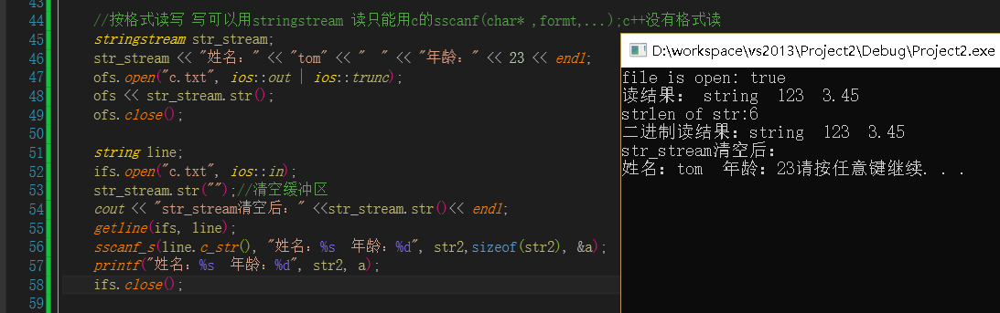 43
44 //按格式读写 写可以用stringstream 读只能用c的sscanf(char* ,formt,...);c++没有格式读
45 stringstream str_stream;
46 str_stream << "姓名：" << "tom" << "  " << "年龄：" << 23 << endl;
47 ofs.open("c.txt", ios::out | ios::trunc);
48 ofs << str_stream.str();
49 ofs.close();
50
51 string line;
52 ifs.open("c.txt", ios::in);
53 str_stream.str("");//清空缓冲区
54 cout << "str_stream清空后：" <<str_stream.str()<< endl;
55 getline(ifs, line);
56 sscanf_s(line.c_str(), "姓名：%s  年龄：%d", str2,sizeof(str2), &a);
57 printf("姓名：%s  年龄：%d", str2, a);
58 ifs.close();
59
D:\workspace\vs2013\Project2\Debug\Project2.exe
file is open: true
读结果： string  123  3.45
strlen of str:6
二进制读结果：string  123  3.45
str_stream清空后：
姓名：tom  年龄：23请按任意键继续. . .